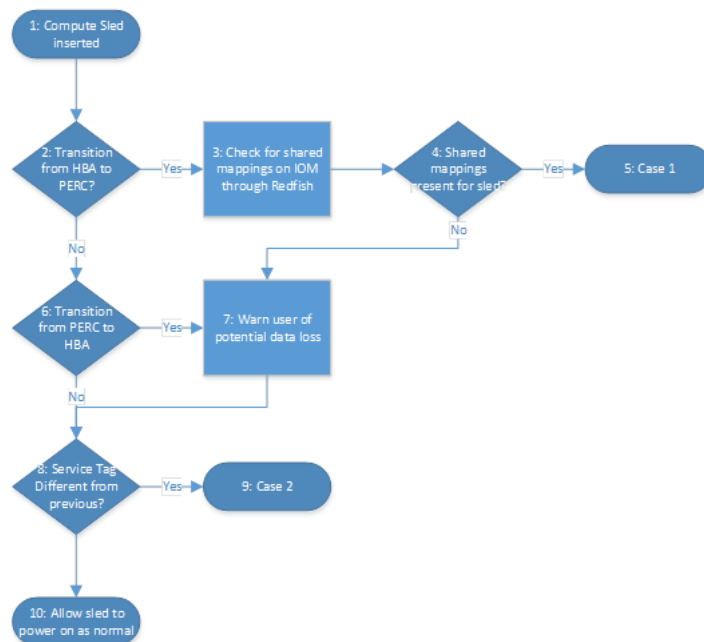 1: Compute Sled
inserted
2: Transition
from HBA to
PERC?
Yes
3: Check for shared
mappings on IOM
through Redfish
4: Shared
mappings
present for sled?
Yes
5: Case 1
No
No
6: Transition
from PERC to
HBA
Yes
7: Warn user of
potential data loss
No
8: Service Tag
Different from
previous?
Yes
9: Case 2
10: Allow sled to
power on as normal